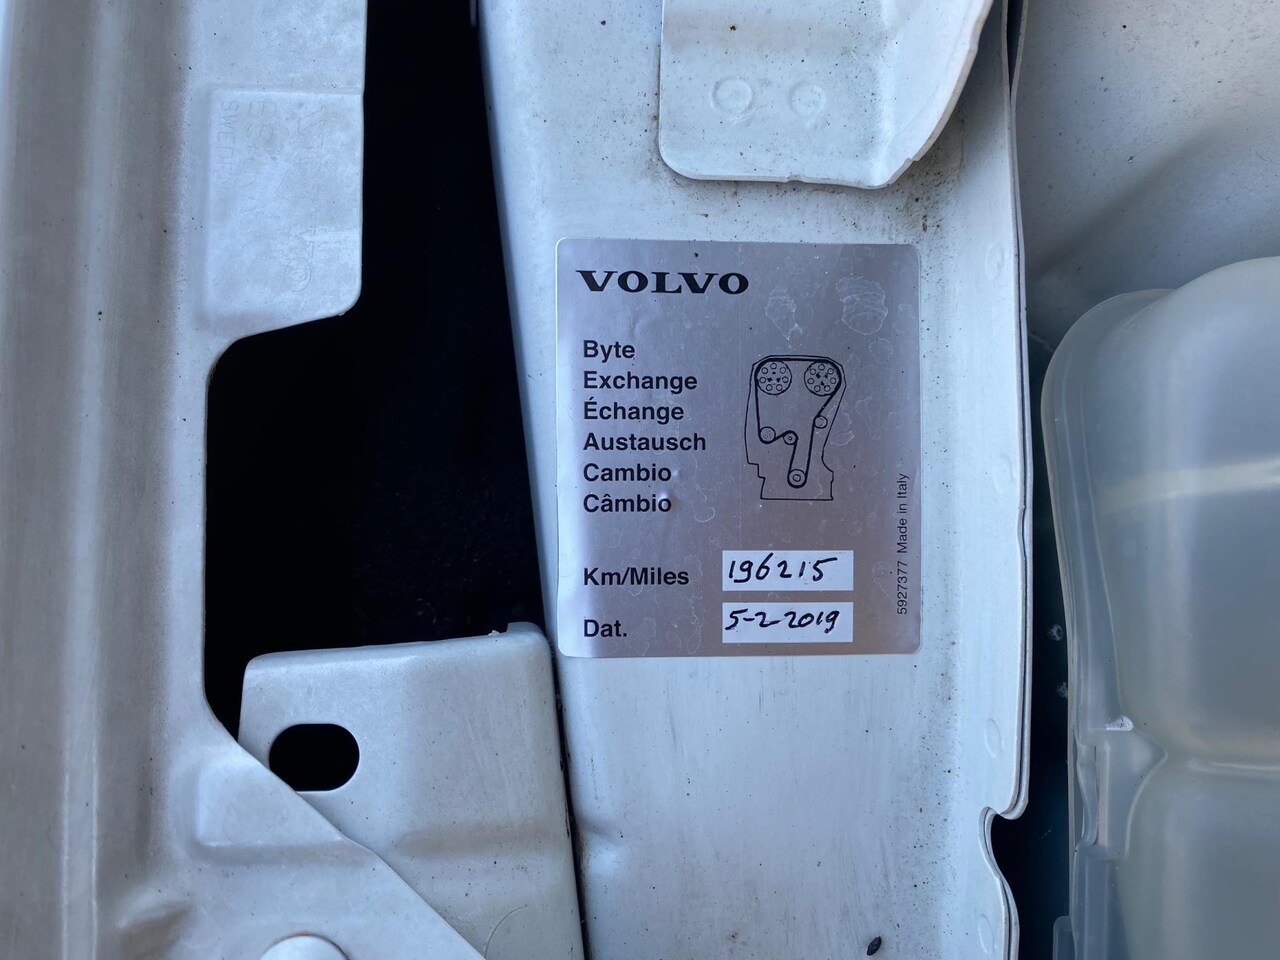 VOLVO
Byte
Exchange
Échange
Austausch
Cambio
Câmbio
Km/Miles 196215
Dat. 5-2-2019
5927377 Made in Italy